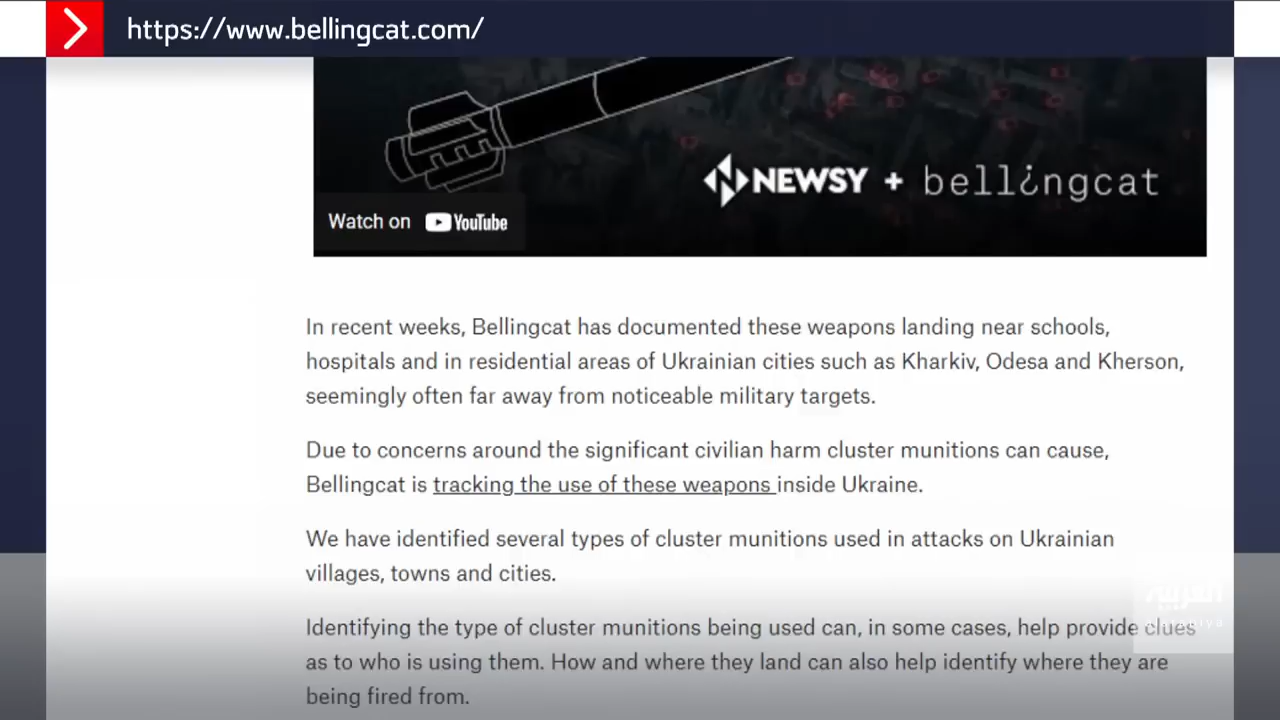 https://www.bellingcat.com/
NEWSY + bell¿ngcat
Watch on YouTube
In recent weeks, Bellingcat has documented these weapons landing near schools,
hospitals and in residential areas of Ukrainian cities such as Kharkiv, Odesa and Kherson,
seemingly often far away from noticeable military targets.
Due to concerns around the significant civilian harm cluster munitions can cause,
Bellingcat is tracking the use of these weapons inside Ukraine.
We have identified several types of cluster munitions used in attacks on Ukrainian
villages, towns and cities.
العربية
Alarabiya
Identifying the type of cluster munitions being used can, in some cases, help provide clues
as to who is using them. How and where they land can also help identify where they are
being fired from.